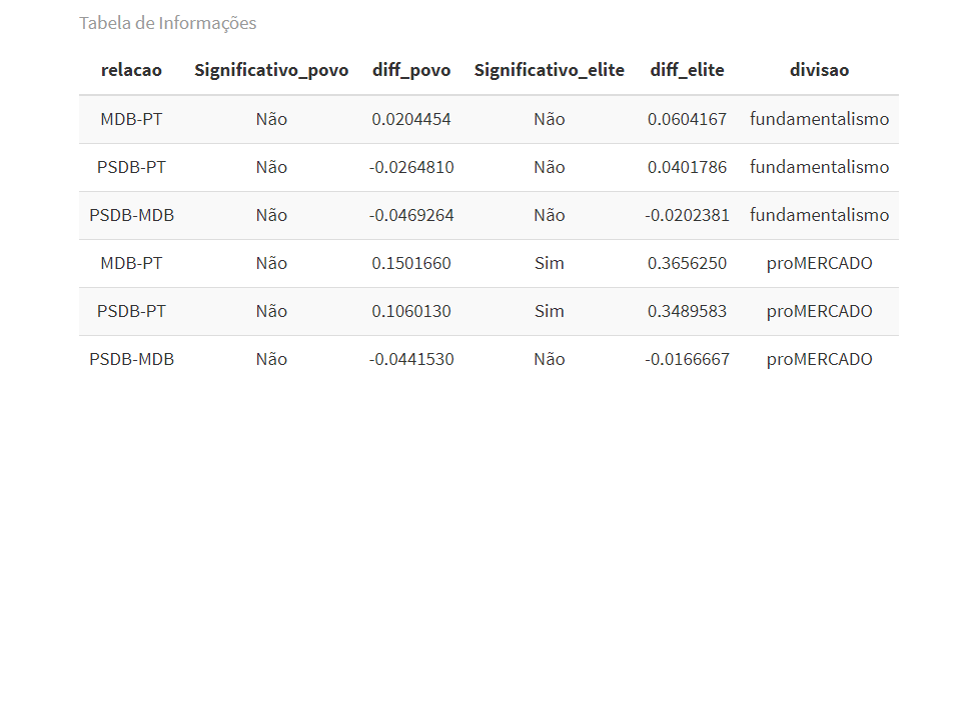 Tabela de Informações
relacao Significativo_povo diff_povo Significativo_elite diff_elite divisao
MDB-PT Não 0.0204454 Não 0.0604167 fundamentalismo
PSDB-PT Não -0.0264810 Não 0.0401786 fundamentalismo
PSDB-MDB Não -0.0469264 Não -0.0202381 fundamentalismo
MDB-PT Não 0.1501660 Sim 0.3656250 proMERCADO
PSDB-PT Não 0.1060130 Sim 0.3489583 proMERCADO
PSDB-MDB Não -0.0441530 Não -0.0166667 proMERCADO